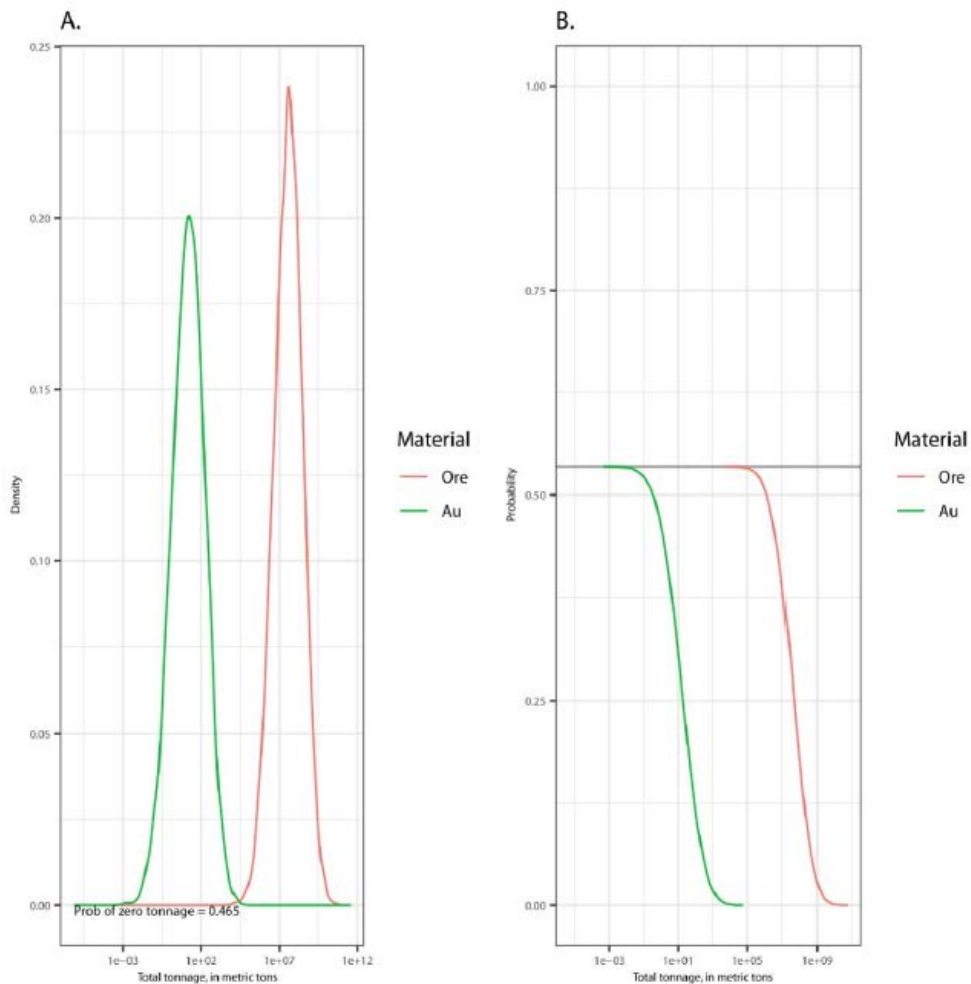 A.
0.25
0.20
0.15
0.10
0.05
0.00
Density
Prob of zero tonnage = 0.465
1e−03
1e+02
1e+07
1e+12
Total tonnage, in metric tons
Material
Ore
Au
B.
1.00
0.75
0.50
0.25
0.00
Probability
1e−03
1e+01
1e+05
1e+09
Total tonnage, in metric tons
Material
Ore
Au